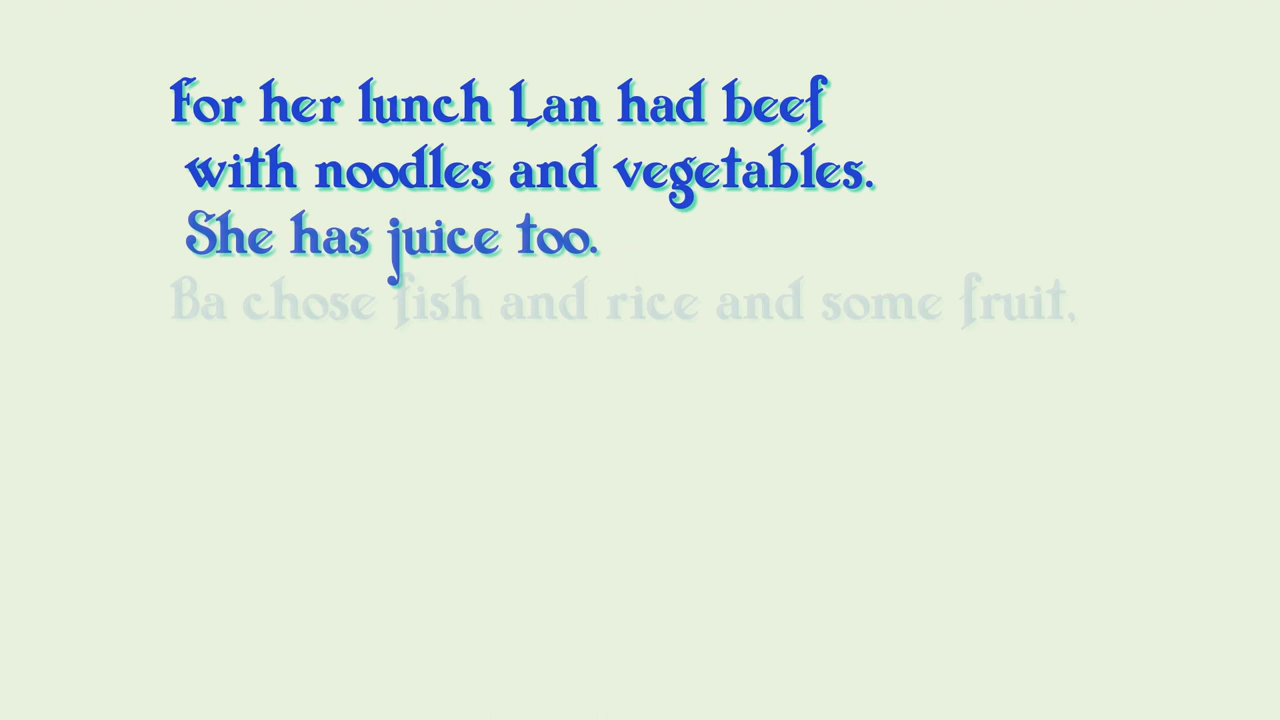 For her lunch Lan had beef
with noodles and vegetables.
She has juice too.
Ba chose fish and rice and some fruit,